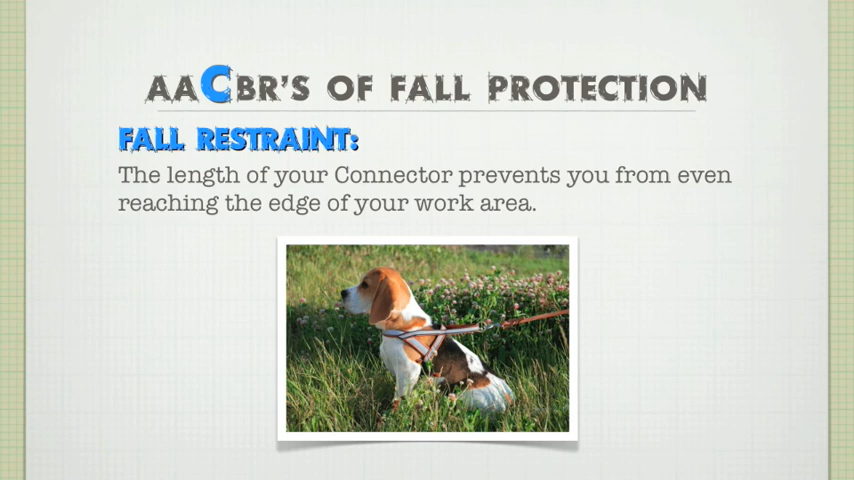 AACBR'S OF FALL PROTECTION
FALL RESTRAINT:
The length of your Connector prevents you from even
reaching the edge of your work area.